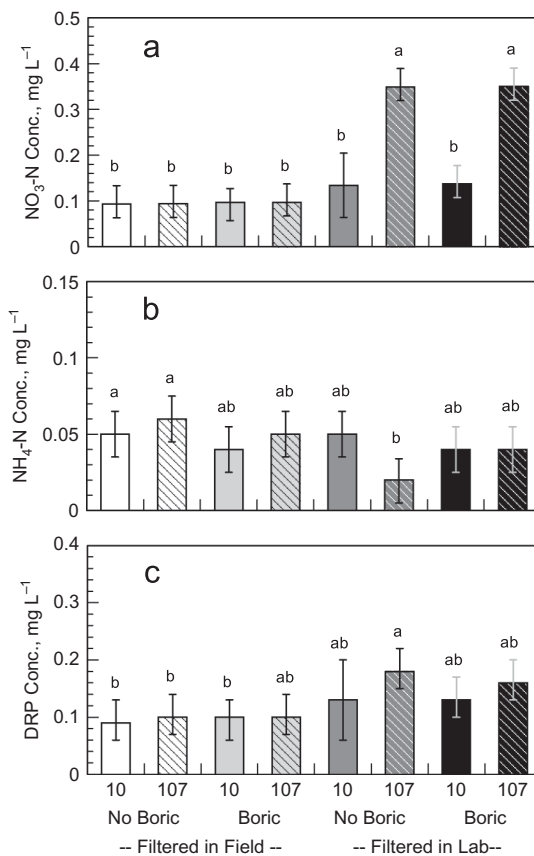 a
NO₃-N Conc., mg L⁻¹
0.5
0.4
0.3
0.2
0.1
0
b b b b b a b a
b
NH₄-N Conc., mg L⁻¹
0.15
0.1
0.05
0
a a ab ab ab b ab ab
c
DRP Conc., mg L⁻¹
0.4
0.3
0.2
0.1
0
b b b ab ab a ab ab
10 107 10 107 10 107 10 107
No Boric Boric No Boric Boric
-- Filtered in Field -- -- Filtered in Lab--